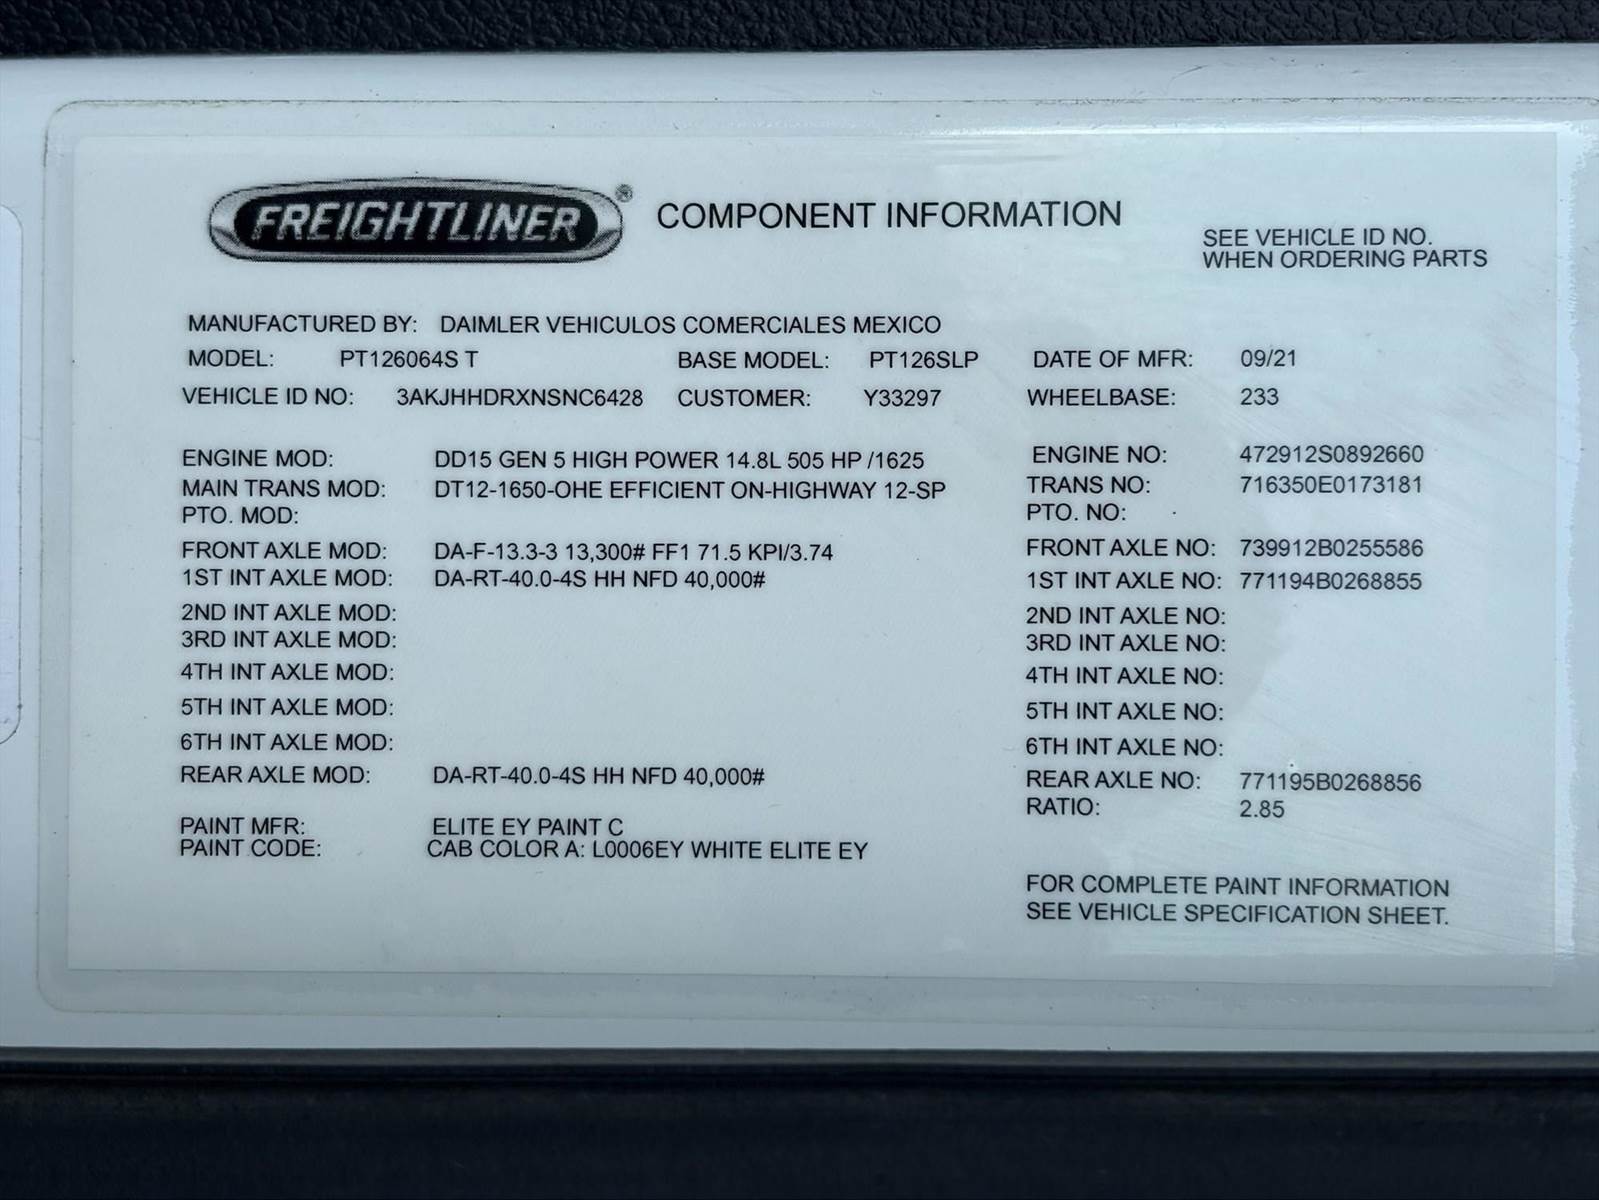 FREIGHTLINER® COMPONENT INFORMATION
SEE VEHICLE ID NO.
WHEN ORDERING PARTS
MANUFACTURED BY: DAIMLER VEHICULOS COMERCIALES MEXICO
MODEL: PT126064S T BASE MODEL: PT126SLP DATE OF MFR: 09/21
VEHICLE ID NO: 3AKJHHDRXNSNC6428 CUSTOMER: Y33297 WHEELBASE: 233
ENGINE MOD: DD15 GEN 5 HIGH POWER 14.8L 505 HP /1625 ENGINE NO: 472912S0892660
MAIN TRANS MOD: DT12-1650-OHE EFFICIENT ON-HIGHWAY 12-SP TRANS NO: 716350E0173181
PTO. MOD: PTO. NO:
FRONT AXLE MOD: DA-F-13.3-3 13,300# FF1 71.5 KPI/3.74 FRONT AXLE NO: 739912B0255586
1ST INT AXLE MOD: DA-RT-40.0-4S HH NFD 40,000# 1ST INT AXLE NO: 771194B0268855
2ND INT AXLE MOD: 2ND INT AXLE NO:
3RD INT AXLE MOD: 3RD INT AXLE NO:
4TH INT AXLE MOD: 4TH INT AXLE NO:
5TH INT AXLE MOD: 5TH INT AXLE NO:
6TH INT AXLE MOD: 6TH INT AXLE NO:
REAR AXLE MOD: DA-RT-40.0-4S HH NFD 40,000# REAR AXLE NO: 771195B0268856
RATIO: 2.85
PAINT MFR: ELITE EY PAINT C
PAINT CODE: CAB COLOR A: L0006EY WHITE ELITE EY
FOR COMPLETE PAINT INFORMATION
SEE VEHICLE SPECIFICATION SHEET.